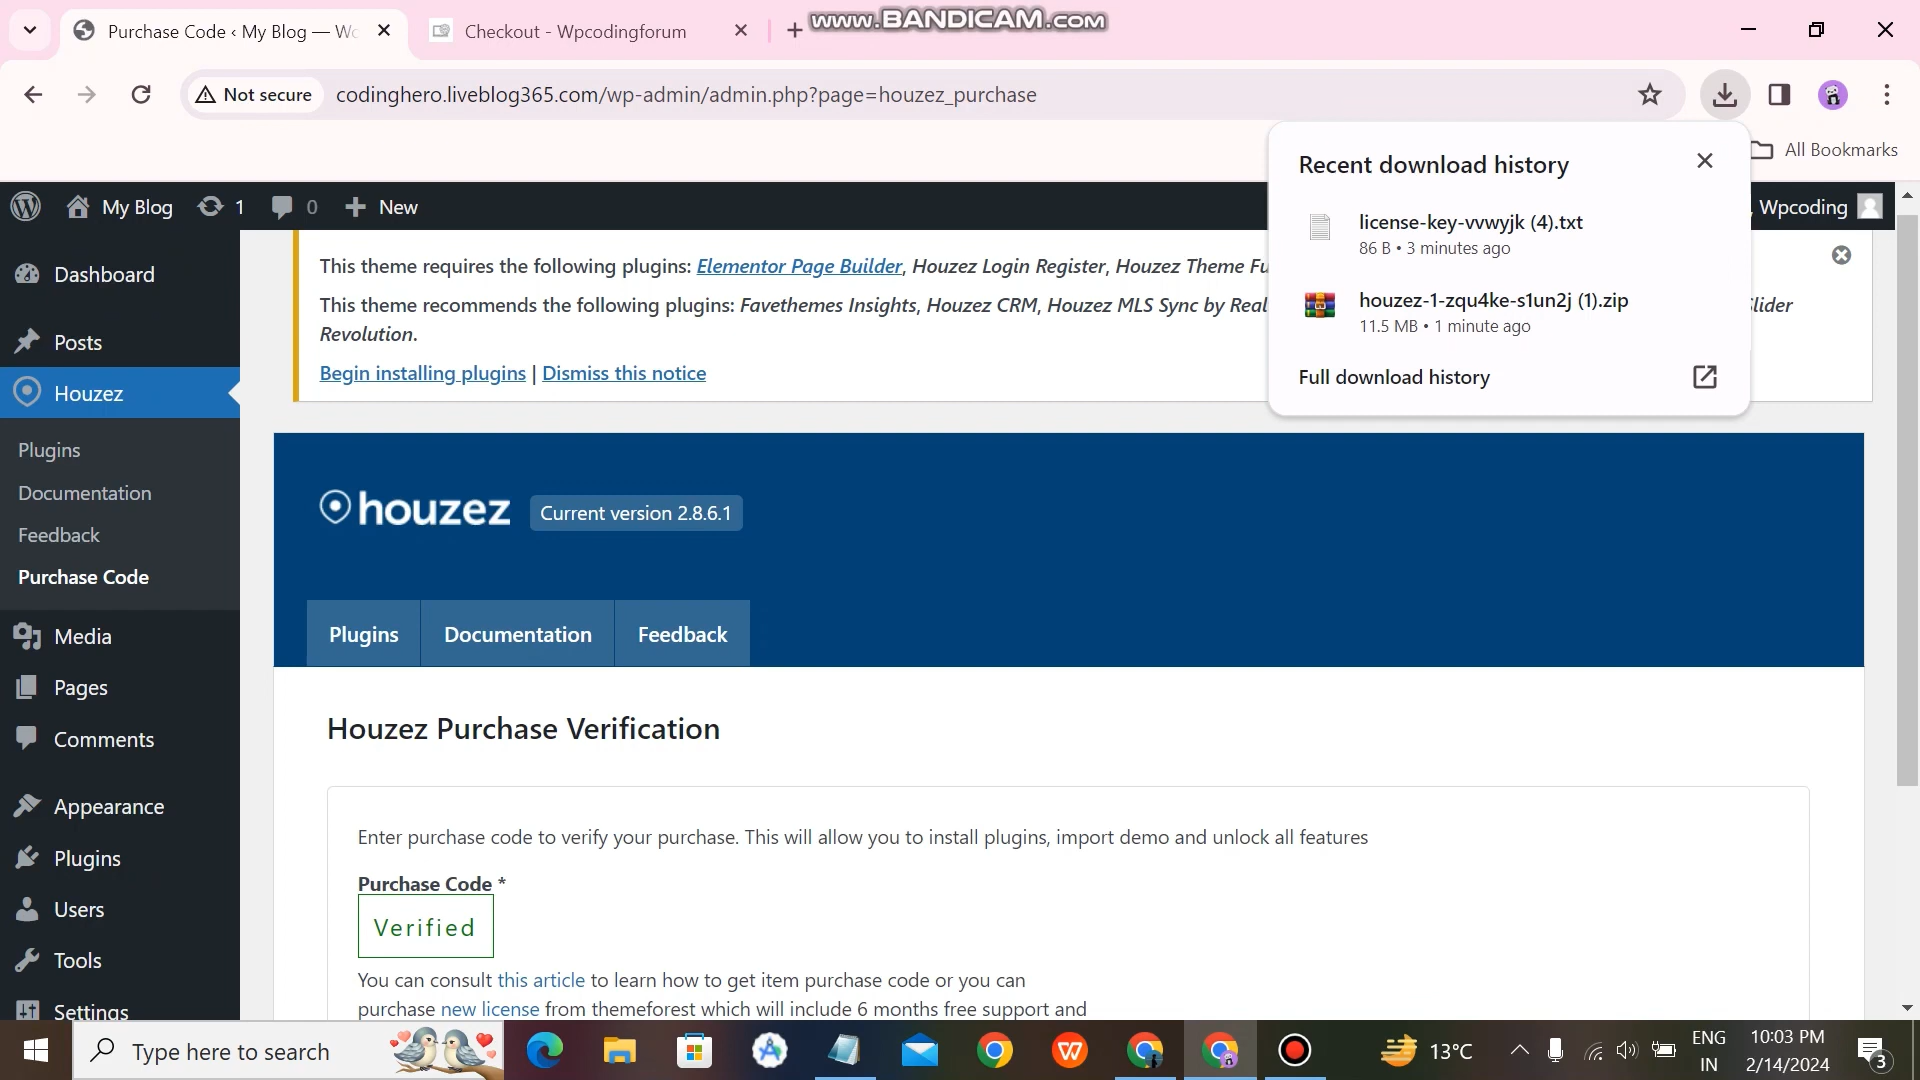 Purchase Code ‹ My Blog — Wo
Checkout - Wpcodingforum
www.BANDICAM.com
Not secure
codinghero.liveblog365.com/wp-admin/admin.php?page=houzez_purchase
All Bookmarks
Recent download history
license-key-vvwyjk (4).txt
86 B • 3 minutes ago
houzez-1-zqu4ke-s1un2j (1).zip
11.5 MB • 1 minute ago
Full download history
My Blog
1
0
New
, Wpcoding
Dashboard
Posts
Houzez
Plugins
Documentation
Feedback
Purchase Code
Media
Pages
Comments
Appearance
Plugins
Users
Tools
Settings
This theme requires the following plugins: Elementor Page Builder, Houzez Login Register, Houzez Theme Fu
This theme recommends the following plugins: Favethemes Insights, Houzez CRM, Houzez MLS Sync by Real Slider
Revolution.
Begin installing plugins | Dismiss this notice
houzez
Current version 2.8.6.1
Plugins
Documentation
Feedback
Houzez Purchase Verification
Enter purchase code to verify your purchase. This will allow you to install plugins, import demo and unlock all features
Purchase Code *
Verified
You can consult this article to learn how to get item purchase code or you can
purchase new license from themeforest which will include 6 months free support and
Type here to search
13°C
ENG
IN
10:03 PM
2/14/2024
3